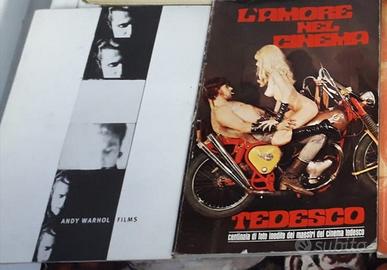 ANDY WARHOL FILMS
L'AMORE
NEL
CINEMA
TEDESCO
centinaia di foto inedite dei maestri del cinema tedesco
subito